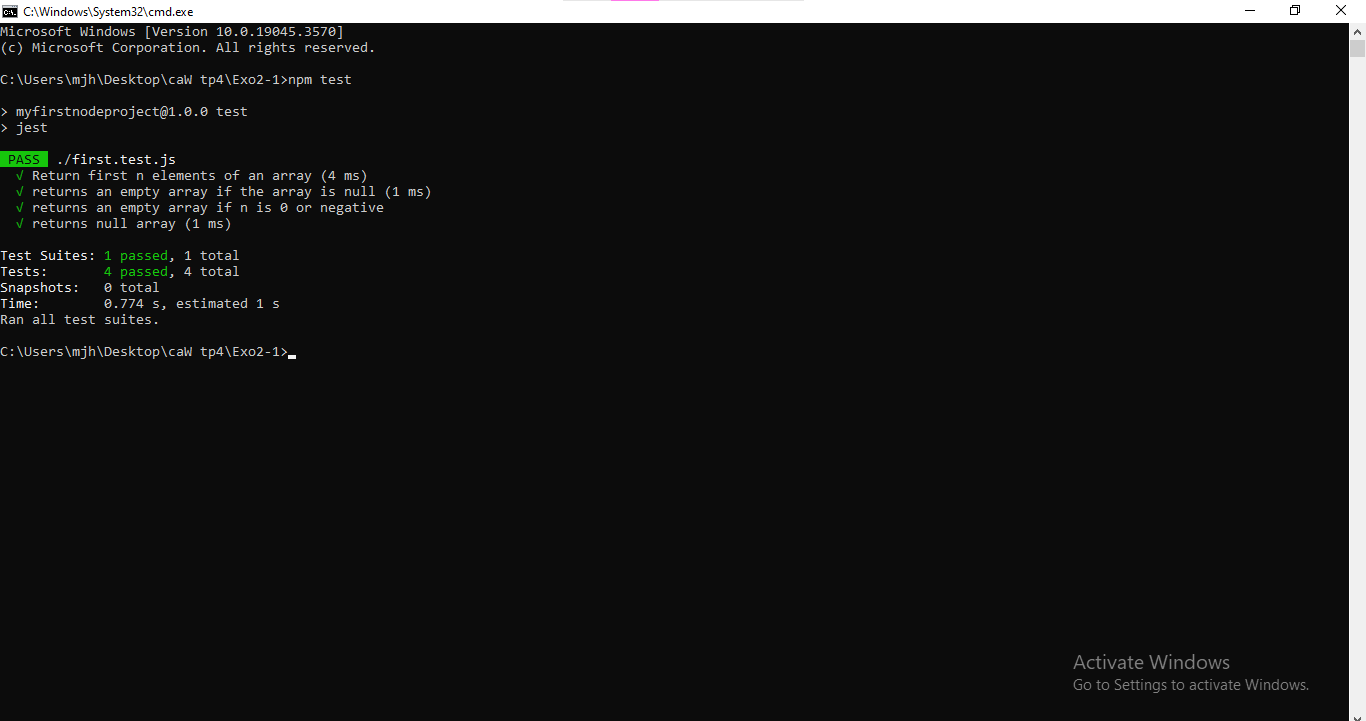 C:\Windows\System32\cmd.exe
Microsoft Windows [Version 10.0.19045.3570]
(c) Microsoft Corporation. All rights reserved.
C:\Users\mjh\Desktop\caW tp4\Exo2-1>npm test
> myfirstnodeproject@1.0.0 test
> jest
PASS ./first.test.js
√ Return first n elements of an array (4 ms)
√ returns an empty array if the array is null (1 ms)
√ returns an empty array if n is 0 or negative
√ returns null array (1 ms)
Test Suites: 1 passed, 1 total
Tests: 4 passed, 4 total
Snapshots: 0 total
Time: 0.774 s, estimated 1 s
Ran all test suites.
C:\Users\mjh\Desktop\caW tp4\Exo2-1>
Activate Windows
Go to Settings to activate Windows.